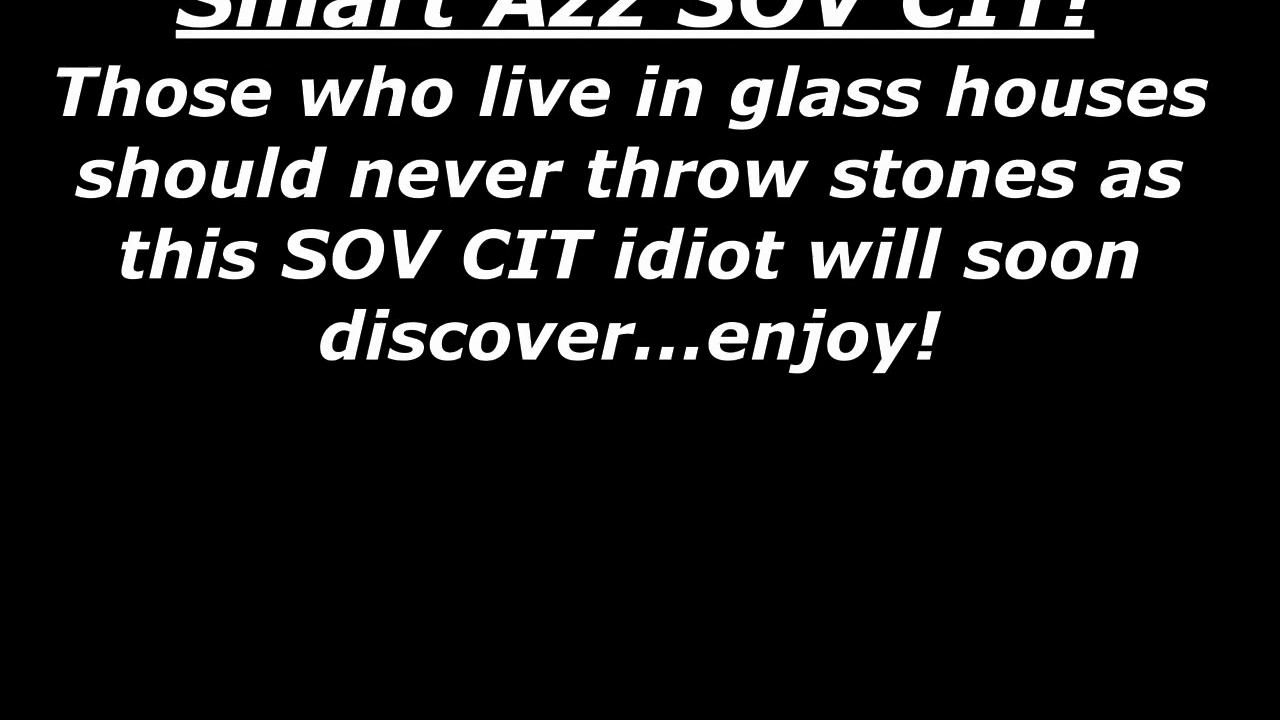 Smart Azz SOV CIT!
Those who live in glass houses
should never throw stones as
this SOV CIT idiot will soon
discover...enjoy!